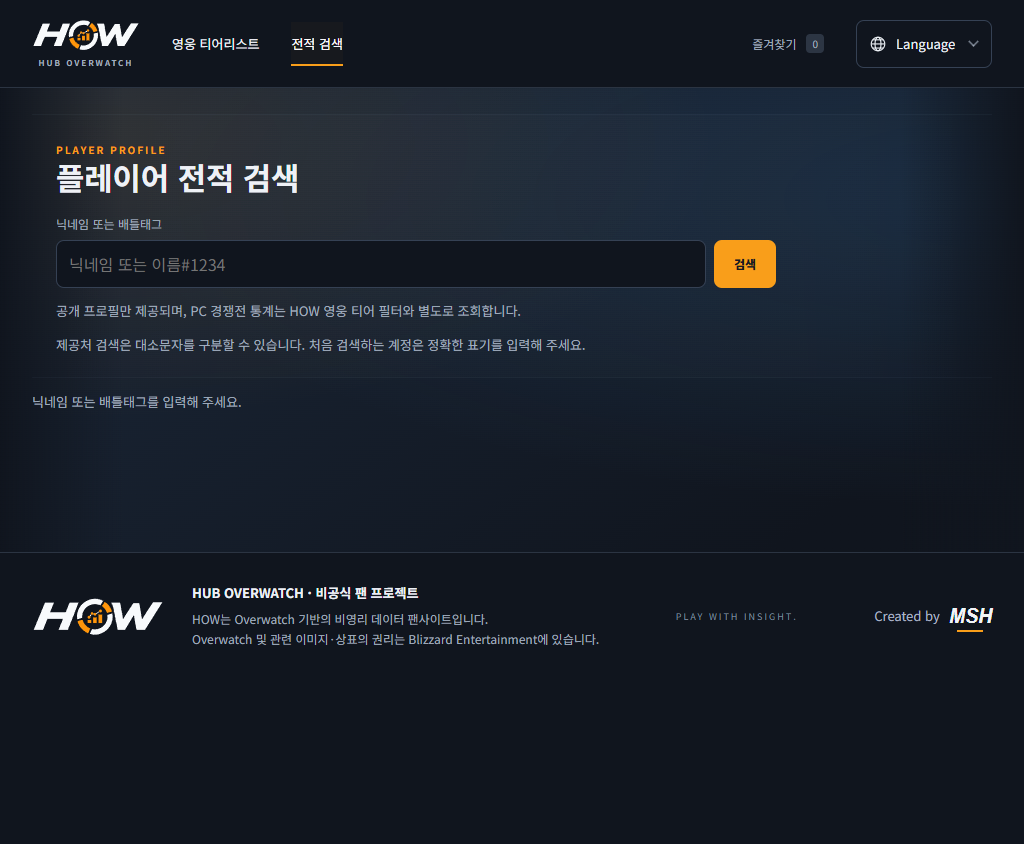 HOW
HUB OVERWATCH
영웅 티어리스트
전적 검색
즐겨찾기 0
Language
PLAYER PROFILE
플레이어 전적 검색
닉네임 또는 배틀태그
닉네임 또는 이름#1234
검색
공개 프로필만 제공되며, PC 경쟁전 통계는 HOW 영웅 티어 필터와 별도로 조회합니다.
제공처 검색은 대소문자를 구분할 수 있습니다. 처음 검색하는 계정은 정확한 표기를 입력해 주세요.
닉네임 또는 배틀태그를 입력해 주세요.
HOW
HUB OVERWATCH · 비공식 팬 프로젝트
HOW는 Overwatch 기반의 비영리 데이터 팬사이트입니다.
Overwatch 및 관련 이미지·상표의 권리는 Blizzard Entertainment에 있습니다.
PLAY WITH INSIGHT.
Created by MSH